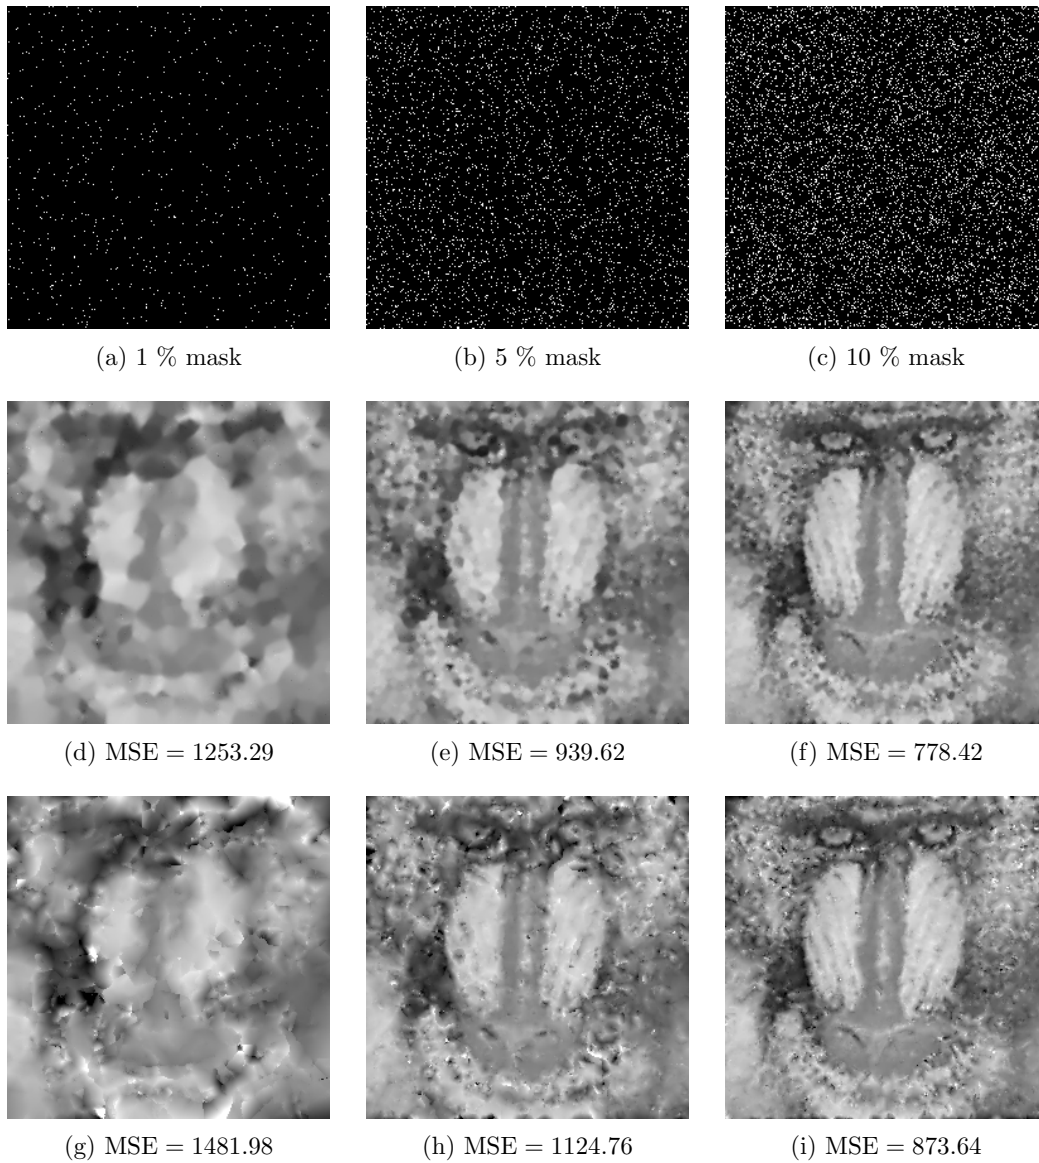 (a) 1 % mask
(b) 5 % mask
(c) 10 % mask
(d) MSE = 1253.29
(e) MSE = 939.62
(f) MSE = 778.42
(g) MSE = 1481.98
(h) MSE = 1124.76
(i) MSE = 873.64